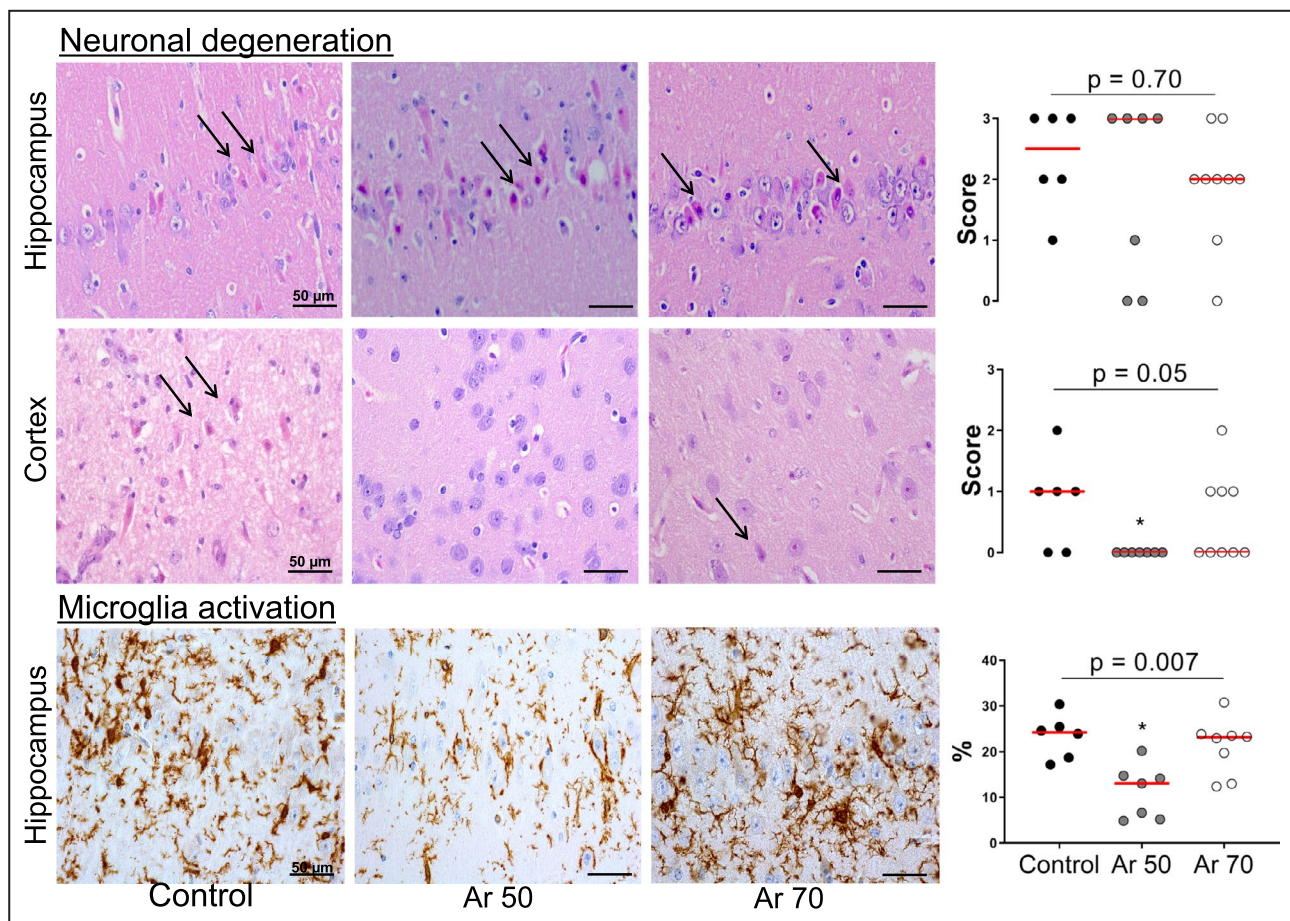 Neuronal degeneration
Hippocampus
50 µm
p = 0.70
Score
3
2
1
0
Cortex
50 µm
p = 0.05
Score
3
2
1
0
*
Microglia activation
Hippocampus
50 µm
p = 0.007
%
40
30
20
10
0
*
Control Ar 50 Ar 70
Control Ar 50 Ar 70